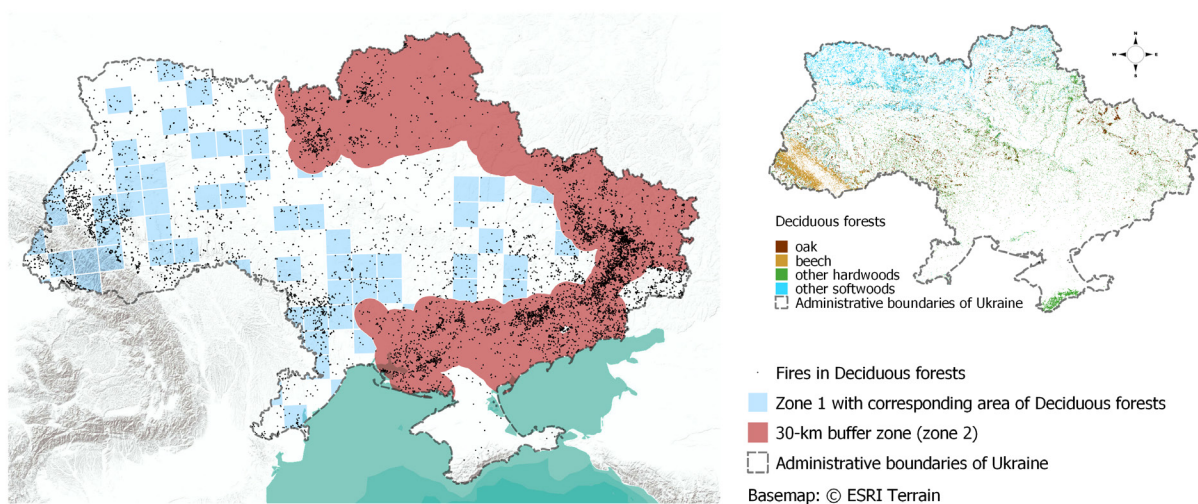 N
W E
S
Deciduous forests
oak
beech
other hardwoods
other softwoods
Administrative boundaries of Ukraine
Fires in Deciduous forests
Zone 1 with corresponding area of Deciduous forests
30-km buffer zone (zone 2)
Administrative boundaries of Ukraine
Basemap: © ESRI Terrain